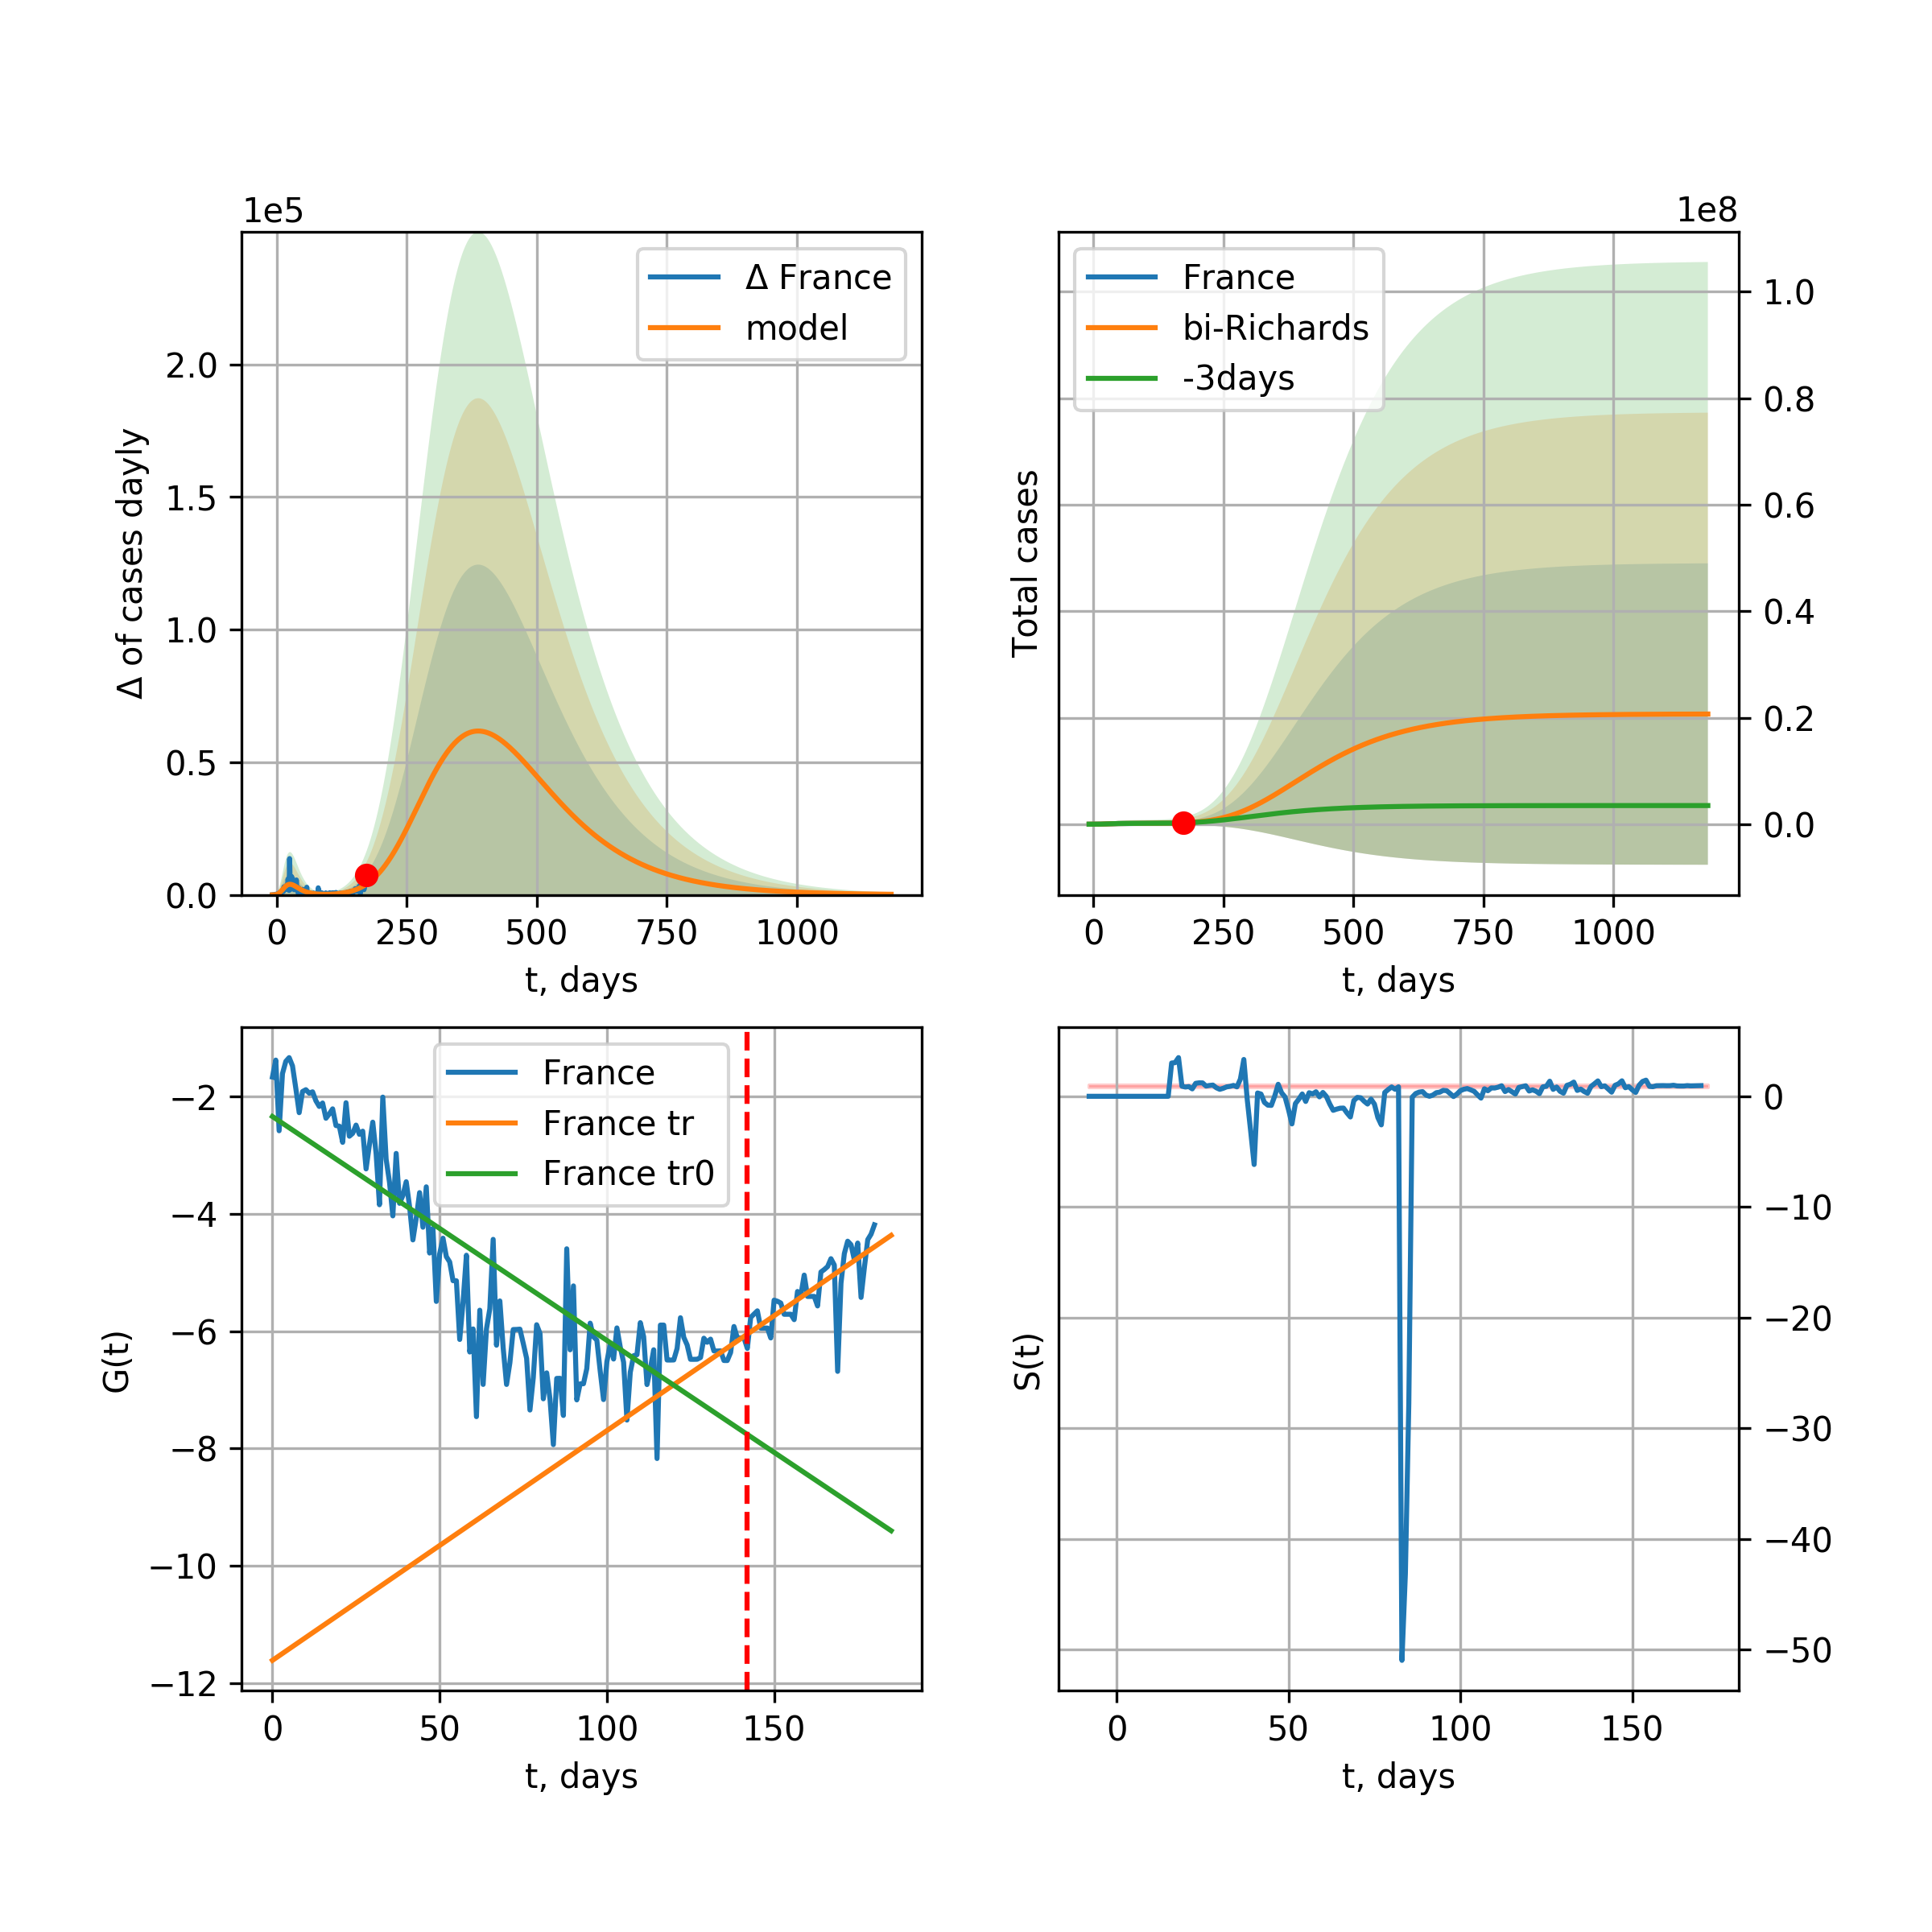 1e5
Δ France
model
2.0
1.5
1.0
0.5
0.0
Δ of cases dayly
0 250 500 750 1000
t, days
1e8
France
bi-Richards
-3days
1.0
0.8
0.6
0.4
0.2
0.0
Total cases
0 250 500 750 1000
t, days
France
France tr
France tr0
−2
−4
−6
−8
−10
−12
G(t)
0 50 100 150
t, days
0
−10
−20
−30
−40
−50
S(t)
0 50 100 150
t, days